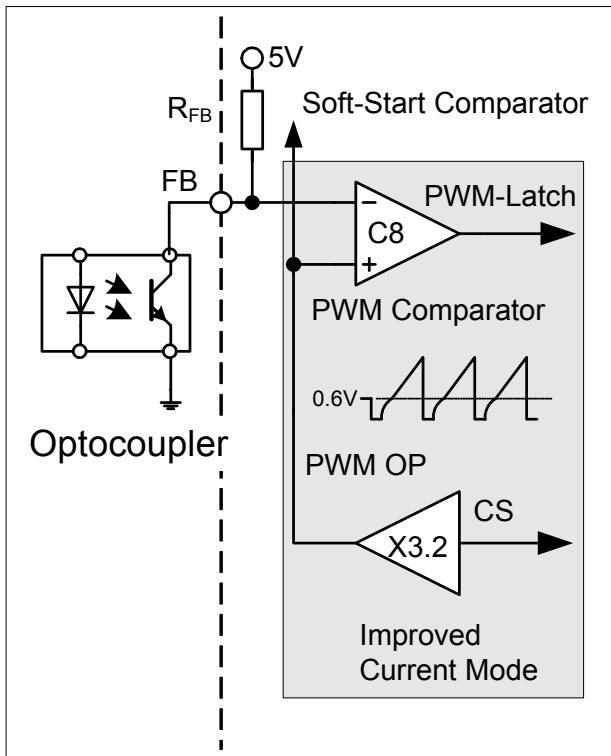 5V
Soft-Start Comparator
RFB
FB
−
C8
+
PWM-Latch
PWM Comparator
0.6V
Optocoupler
PWM OP
CS
X3.2
Improved
Current Mode